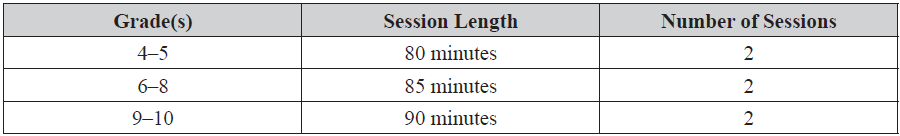 Grade(s) Session Length Number of Sessions
4–5 80 minutes 2
6–8 85 minutes 2
9–10 90 minutes 2